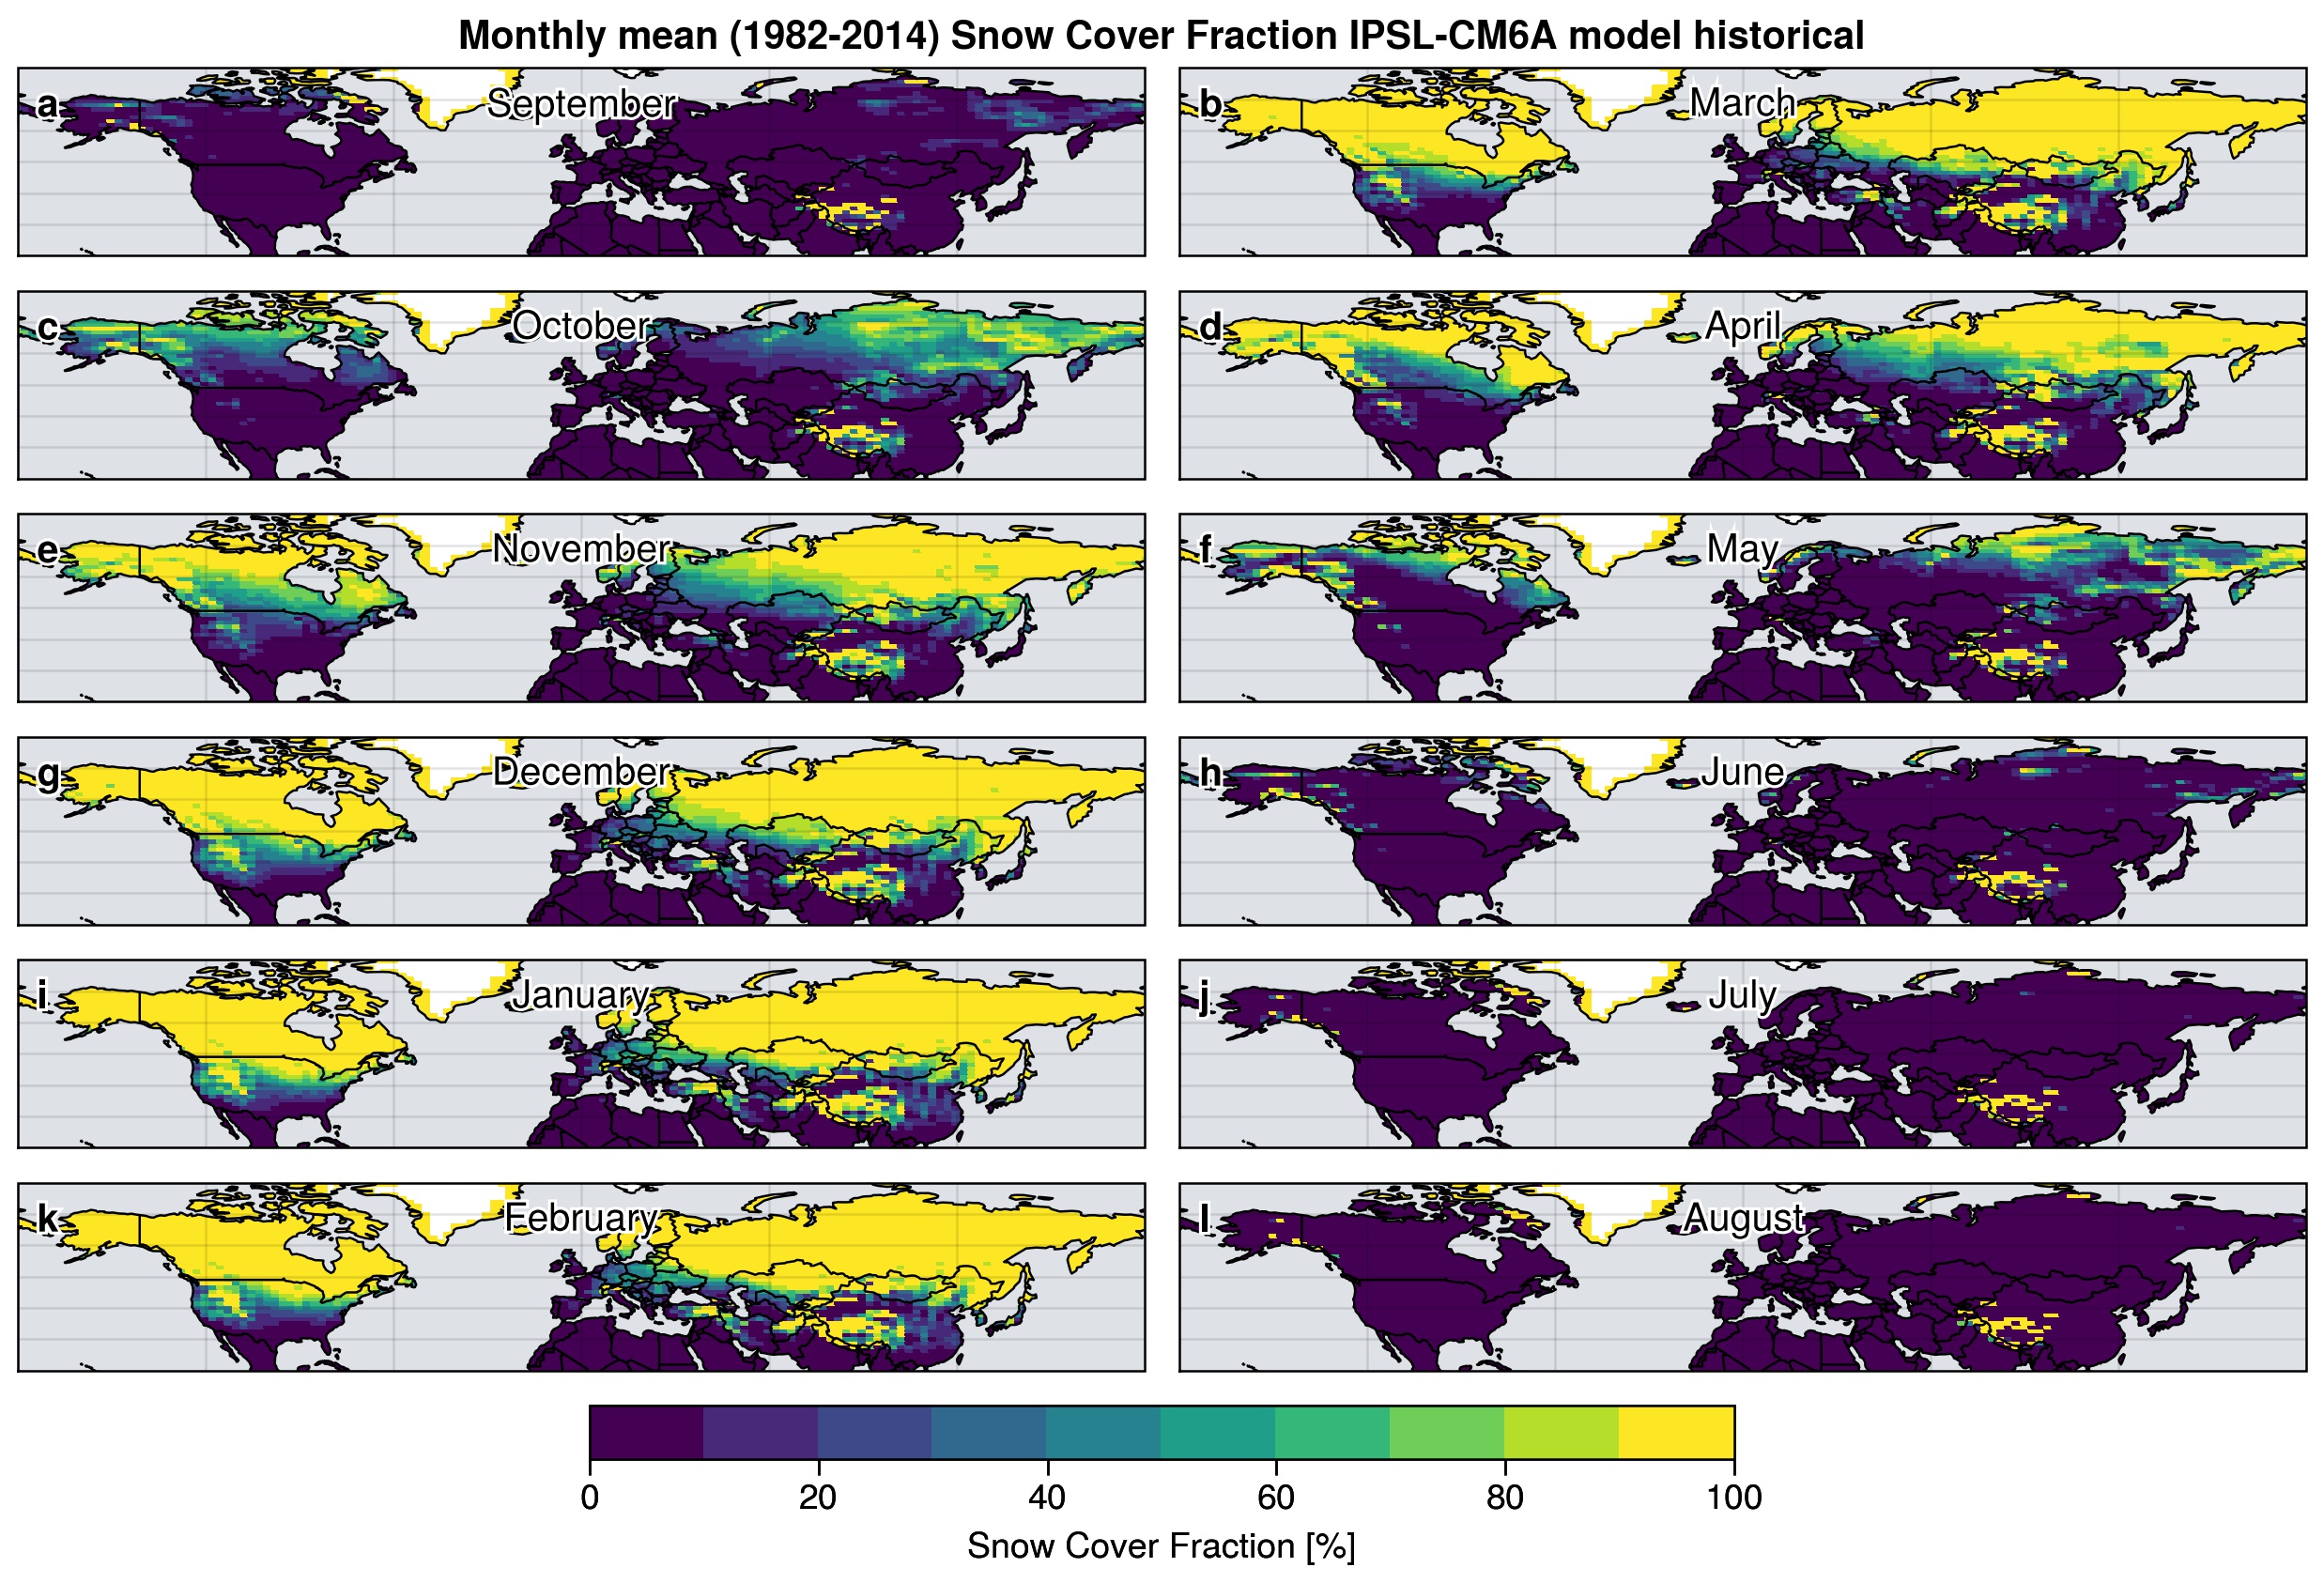 Monthly mean (1982-2014) Snow Cover Fraction IPSL-CM6A model historical
a September
b March
c October
d April
e November
f May
g December
h June
i January
j July
k February
l August
0 20 40 60 80 100
Snow Cover Fraction [%]